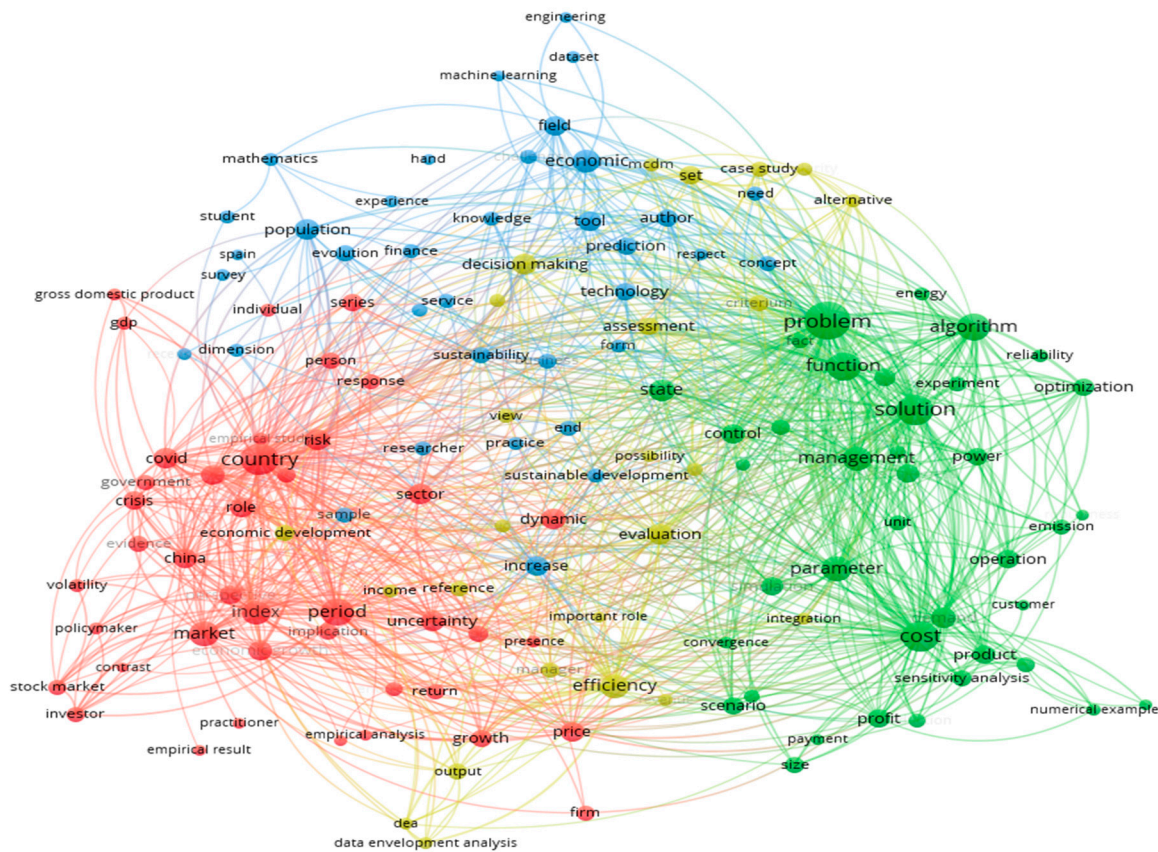 engineering
dataset
machine learning
field
mathematics
hand
economic
mcdm
set
case study
need
alternative
experience
student
knowledge
tool
author
population
spain
evolution
finance
prediction
respect
concept
survey
decision making
gross domestic product
individual
series
service
technology
criterium
energy
gdp
assessment
problem
algorithm
fact
dimension
person
sustainability
form
function
reliability
response
state
experiment
optimization
solution
view
empirical study
risk
end
control
covid
country
researcher
practice
possibility
management
power
government
sustainable development
crisis
role
sector
sample
dynamic
unit
emission
economic development
evaluation
evidence
china
increase
parameter
operation
volatility
income
reference
simulation
index
period
important role
integration
customer
policymaker
market
implication
uncertainty
presence
convergence
cost
demand
economic growth
product
contrast
manager
sensitivity analysis
stock market
return
efficiency
investor
scenario
numerical example
practitioner
profit
empirical analysis
growth
price
payment
empirical result
size
output
firm
dea
data envelopment analysis